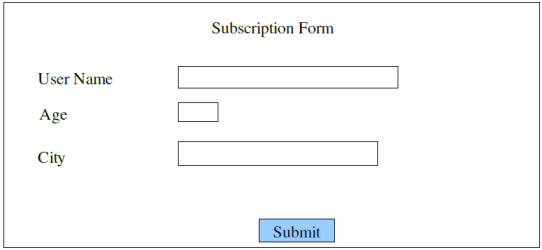 Subscription Form
User Name
Age
City
Submit